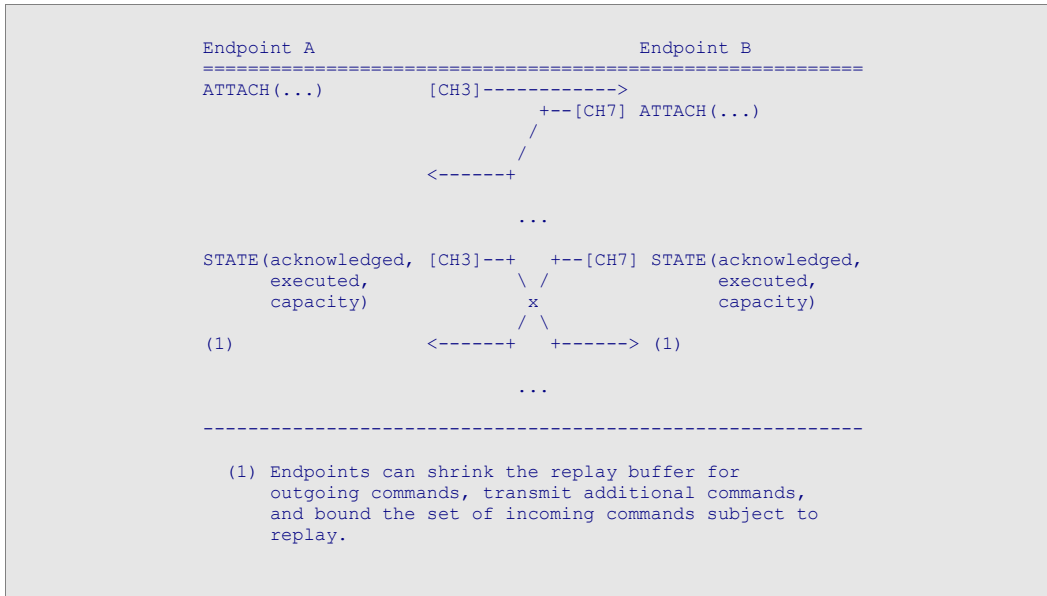 Endpoint A                             Endpoint B
===========================================================
ATTACH(...)         [CH3]------------>
                              +--[CH7] ATTACH(...)
                             /
                            /
                    <------+
                            ...
STATE(acknowledged, [CH3]--+   +--[CH7] STATE(acknowledged,
      executed,             \ /               executed,
      capacity)              x                capacity)
                            / \
(1)                 <------+   +------> (1)
                            ...
-----------------------------------------------------------
  (1) Endpoints can shrink the replay buffer for
      outgoing commands, transmit additional commands,
      and bound the set of incoming commands subject to
      replay.